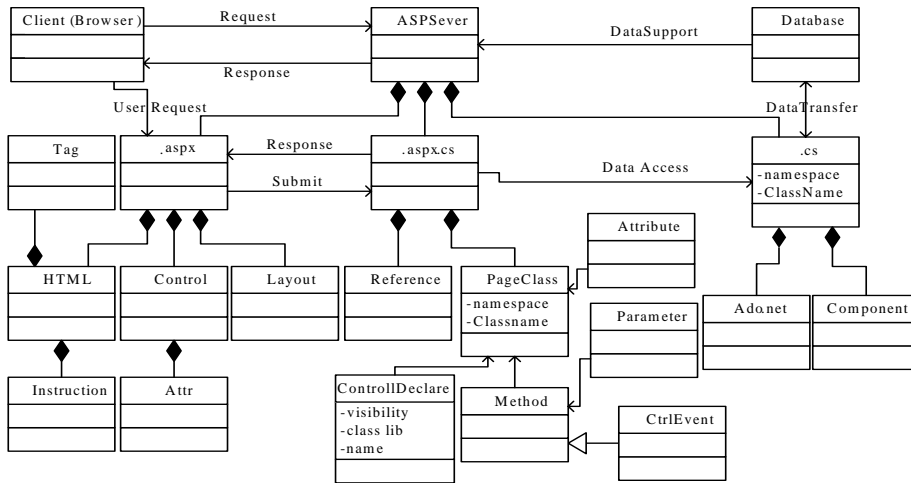 Client (Browser)
Request
ASPSever
Database
DataSupport
Response
User Request
DataTransfer
Tag
.aspx
Response
.aspx.cs
.cs
-namespace
-ClassName
Submit
Data Access
Attribute
HTML
Control
Layout
Reference
PageClass
-namespace
-Classname
Ado.net
Component
Parameter
Instruction
Attr
ControllDeclare
-visibility
-class lib
-name
Method
CtrlEvent